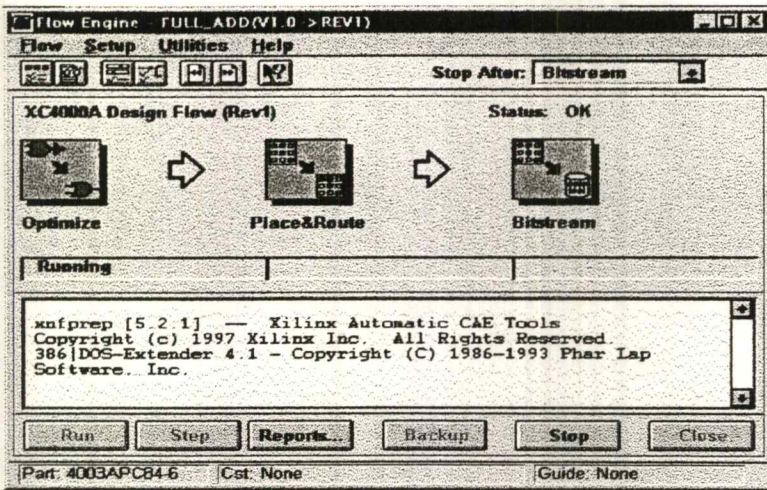 Flow Engine - FULL_ADD(V1.0 -> REV1)
Flow Setup Utilities Help
Stop After: Bitstream
XC4000A Design Flow (Rev1)
Status: OK
Optimize
Place&Route
Bitstream
Running
xnfprep [5.2.1] — Xilinx Automatic CAE Tools
Copyright (c) 1997 Xilinx Inc. All Rights Reserved.
386|DOS-Extender 4.1 - Copyright (C) 1986-1993 Phar Lap
Software, Inc.
Run Step Reports... Backup Stop Close
Part: 4003APC84-6 Cst: None Guide: None